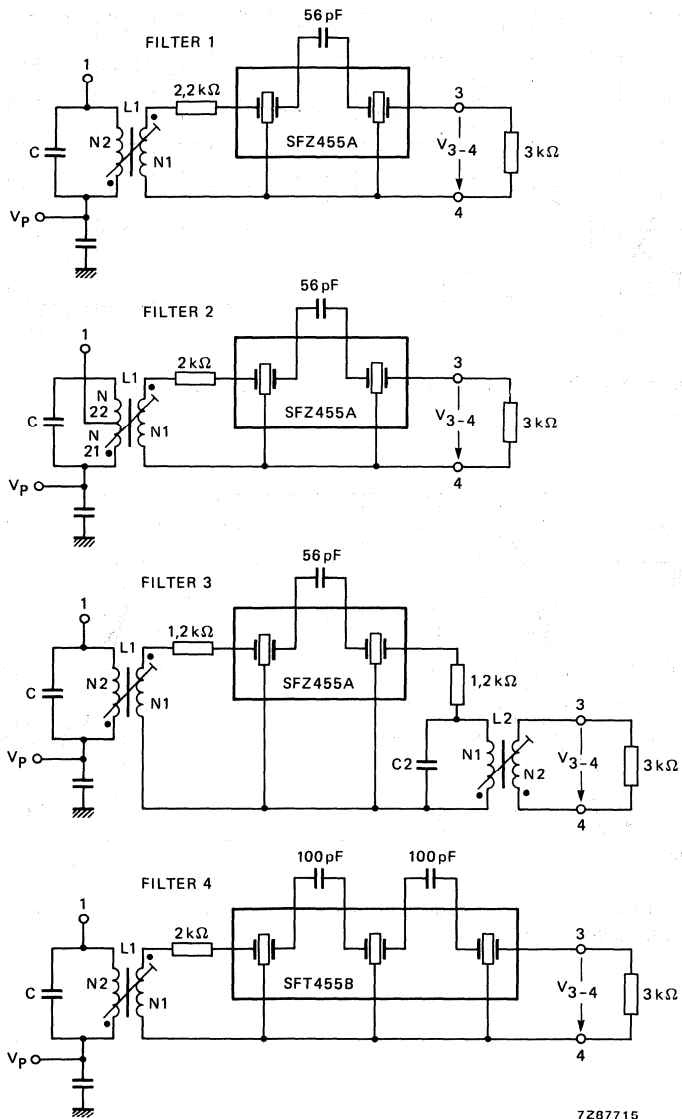 FILTER 1
56 pF
1
L1
2,2 kΩ
C
N2
N1
SFZ455A
3
V3-4
3 kΩ
4
VP
FILTER 2
56 pF
1
L1
2 kΩ
C
N
22
N
21
N1
SFZ455A
3
V3-4
3 kΩ
4
VP
FILTER 3
56 pF
1
L1
1,2 kΩ
C
N2
N1
SFZ455A
1,2 kΩ
L2
C2
N1
N2
3
V3-4
3 kΩ
4
VP
FILTER 4
100 pF
100 pF
1
L1
2 kΩ
C
N2
N1
SFT455B
3
V3-4
3 kΩ
4
VP
7Z87715